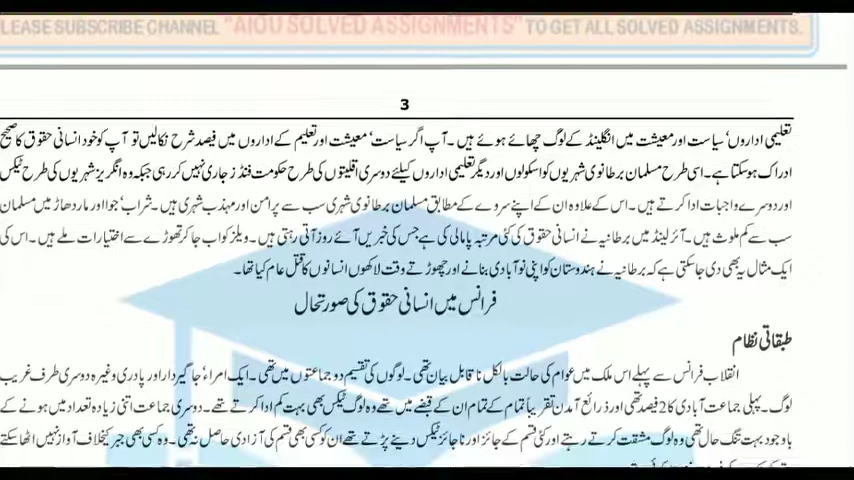 LEASE SUBSCRIBE CHANNEL "AIOU SOLVED ASSIGNMENTS" TO GET ALL SOLVED ASSIGNMENTS.
3
تعلیمی اداروں' سیاست اور معیشت میں انگلینڈ کے لوگ چھائے ہوئے ہیں۔ آپ اگر سیاست' معیشت اور تعلیم کے اداروں میں فیصد شرح نکالیں تو آپ کو خود انسانی حقوق کا صحیح
ادراک ہو سکتا ہے۔ اسی طرح مسلمان برطانوی شہریوں کو اسکولوں اور دیگر تعلیمی اداروں کیلئے دوسری اقلیتوں کی طرح حکومت فنڈز جاری نہیں کر رہی جبکہ وہ انگریز شہریوں کی طرح ٹیکس
اور دوسرے واجبات ادا کرتے ہیں۔ اس کے علاوہ ان کے اپنے سروے کے مطابق مسلمان برطانوی شہری سب سے پرامن اور مہذب شہری ہیں۔ شراب' جوا اور مار دھاڑ میں مسلمان
سب سے کم ملوث ہیں۔ آئرلینڈ میں برطانیہ نے انسانی حقوق کی کئی مرتبہ پامالی کی ہے جس کی خبریں آئے روز آتی رہتی ہیں۔ ویلز کو اب جا کر تھوڑے سے اختیارات ملے ہیں۔ اس کی
ایک مثال یہ بھی دی جا سکتی ہے کہ برطانیہ نے ہندوستان کو اپنی نو آبادی بنانے اور چھوڑتے وقت لاکھوں انسانوں کا قتل عام کیا تھا۔
فرانس میں انسانی حقوق کی صورتحال
طبقاتی نظام
انقلاب فرانس سے پہلے اس ملک میں عوام کی حالت بالکل ناقابل بیان تھی۔ لوگوں کی تقسیم دو جماعتوں میں تھی۔ ایک امراء' جاگیردار اور پادری وغیرہ دوسری طرف غریب
لوگ۔ پہلی جماعت آبادی کا 2 فیصد تھی اور ذرائع آمدن تقریباً تمام کے تمام ان کے قبضے میں تھے وہ لوگ ٹیکس بھی بہت کم ادا کرتے تھے۔ دوسری جماعت اتنی زیادہ تعداد میں ہونے کے
باوجود بہت تنگ حال تھی وہ لوگ مشقت کرتے رہتے اور کئی قسم کے جائز اور ناجائز ٹیکس دینے پڑتے تھے ان کو کسی بھی قسم کی آزادی حاصل نہ تھی۔ وہ کسی بھی جبر کیخلاف آواز نہیں اٹھا سکتے